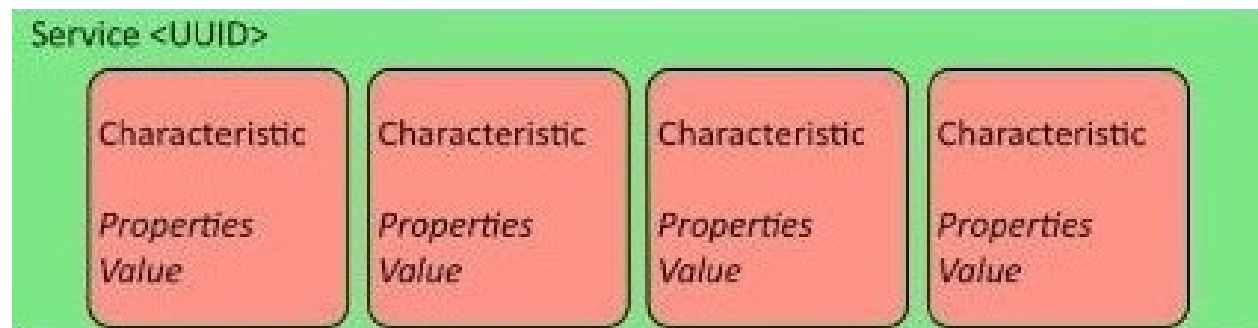 Service <UUID>
Characteristic
Properties
Value
Characteristic
Properties
Value
Characteristic
Properties
Value
Characteristic
Properties
Value